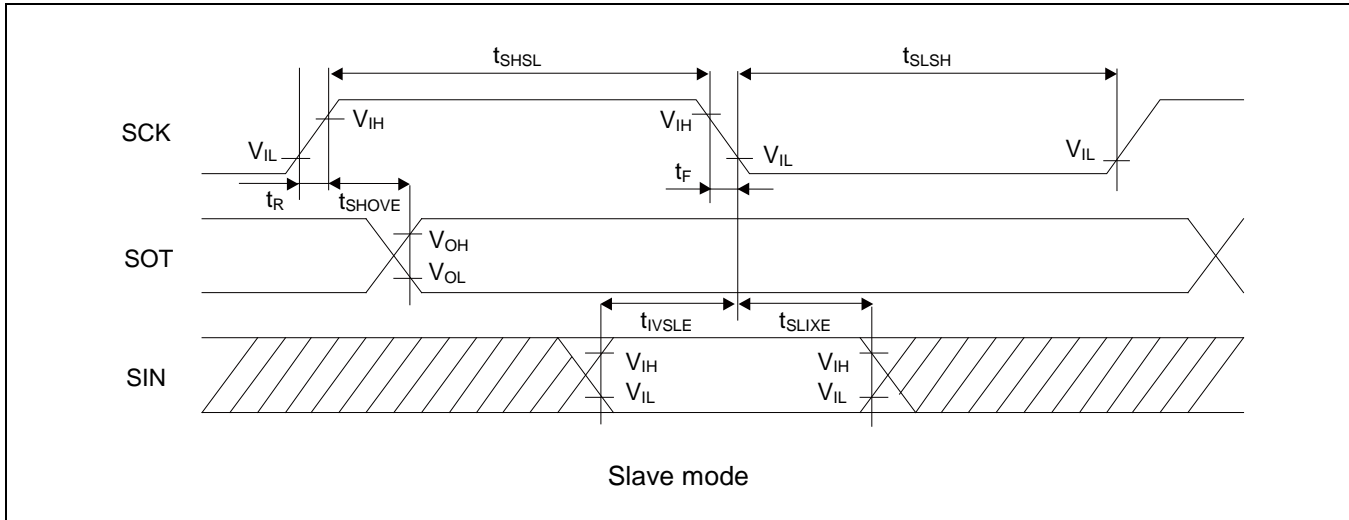 tSHSL tSLSH
SCK VIH VIH
VIL VIL VIL
tR tSHOVE tF
SOT VOH
VOL
tIVSLE tSLIXE
SIN VIH VIH
VIL VIL
Slave mode